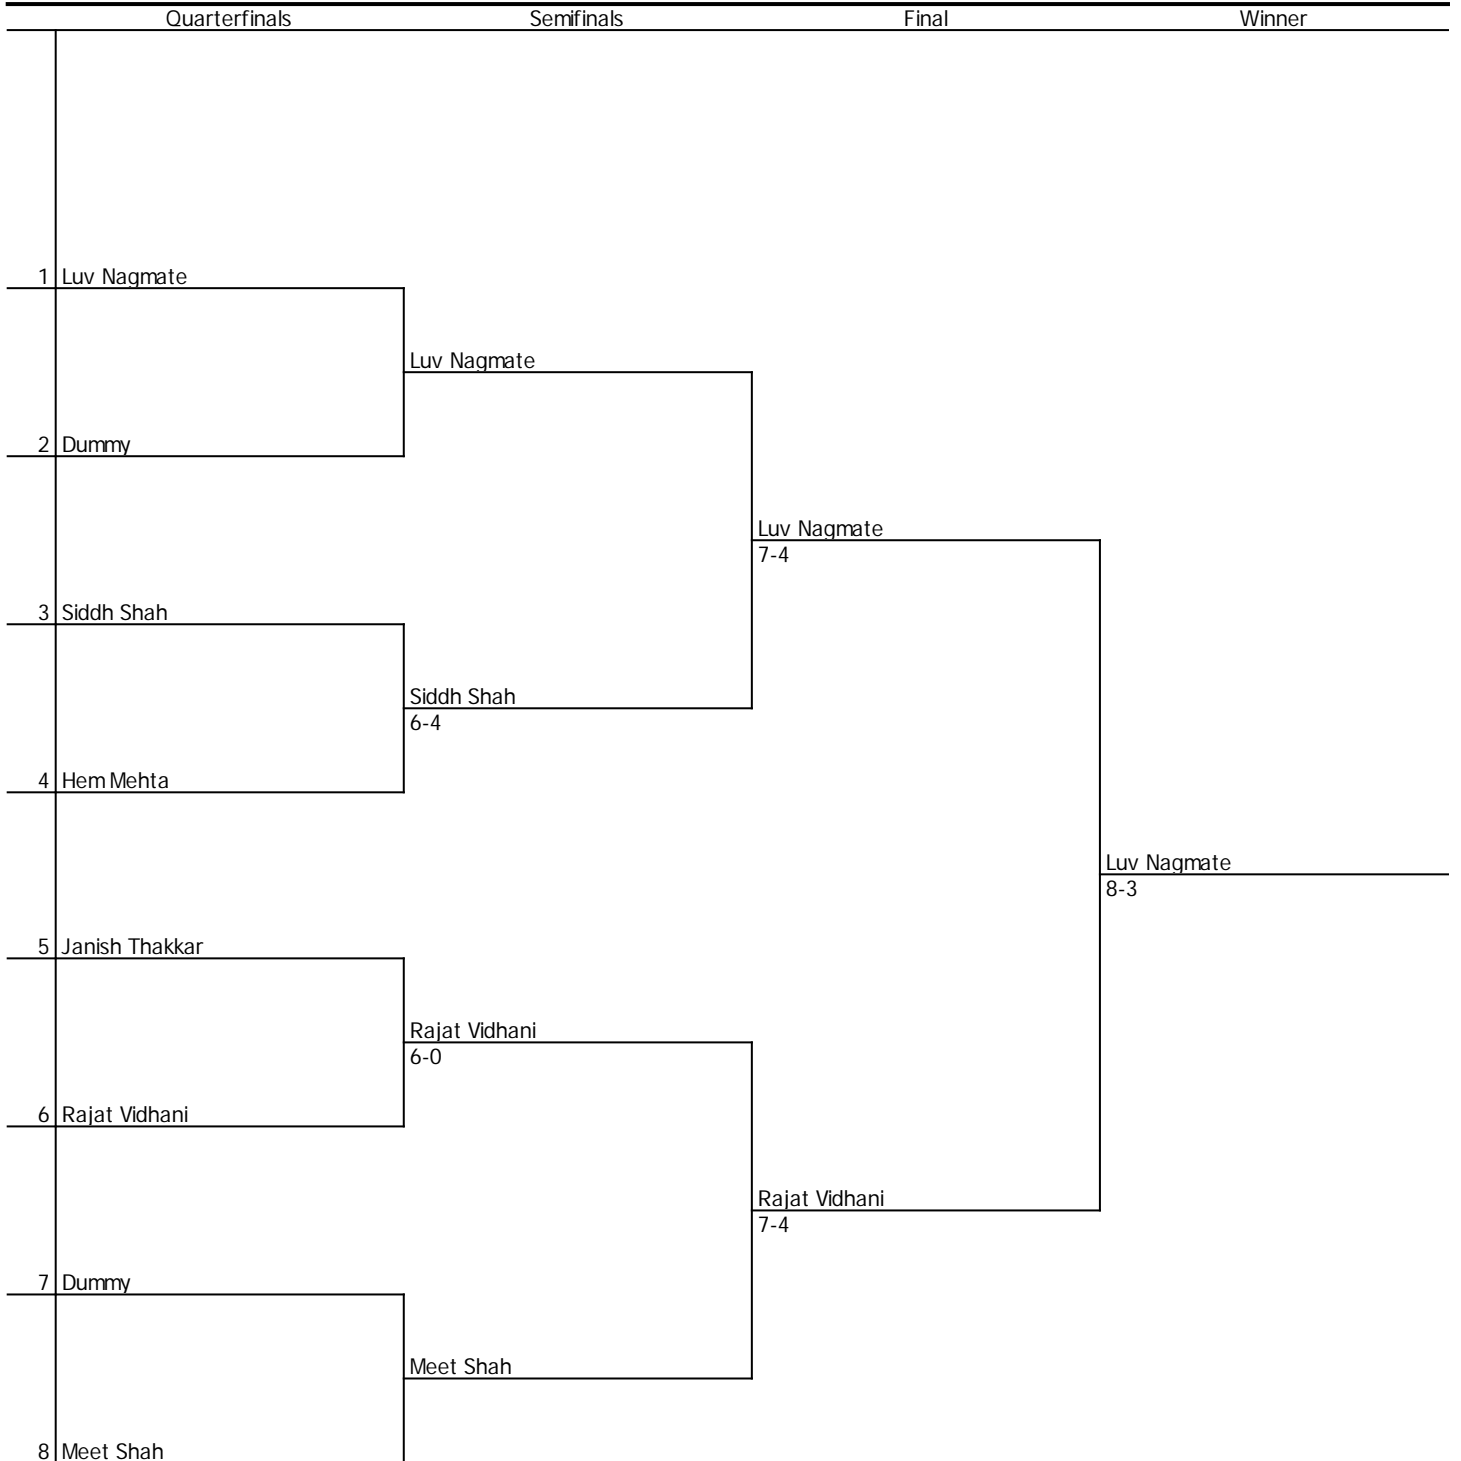 Quarterfinals Semifinals Final Winner
1 Luv Nagmate
Luv Nagmate
2 Dummy
Luv Nagmate
7-4
3 Siddh Shah
Siddh Shah
6-4
4 Hem Mehta
Luv Nagmate
8-3
5 Janish Thakkar
Rajat Vidhani
6-0
6 Rajat Vidhani
Rajat Vidhani
7-4
7 Dummy
Meet Shah
8 Meet Shah